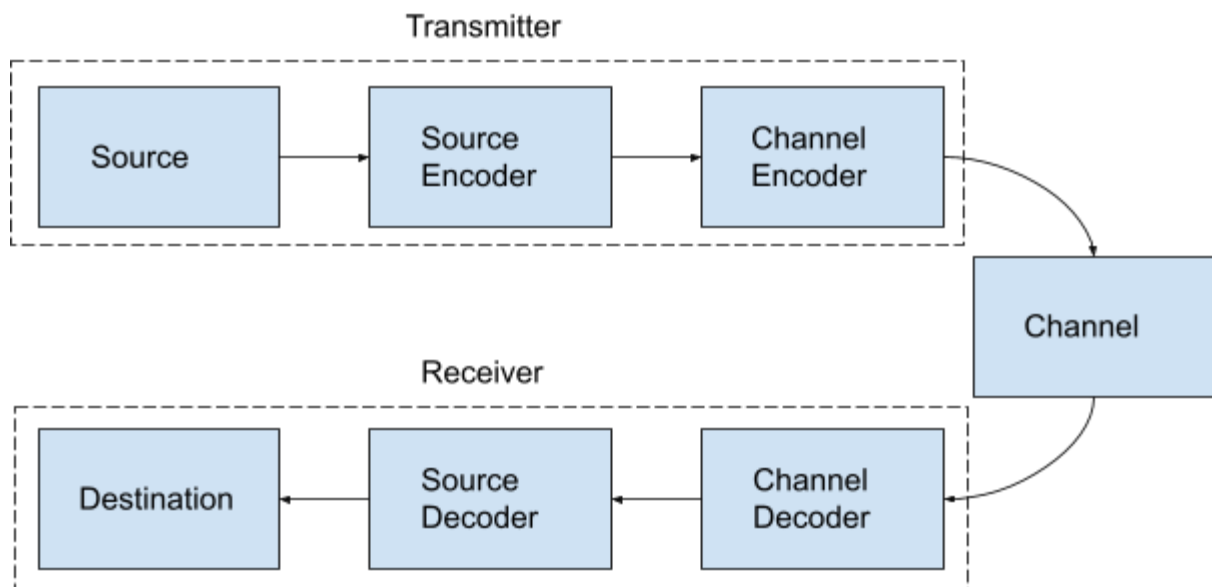 Transmitter
Source
Source
Encoder
Channel
Encoder
Channel
Receiver
Destination
Source
Decoder
Channel
Decoder